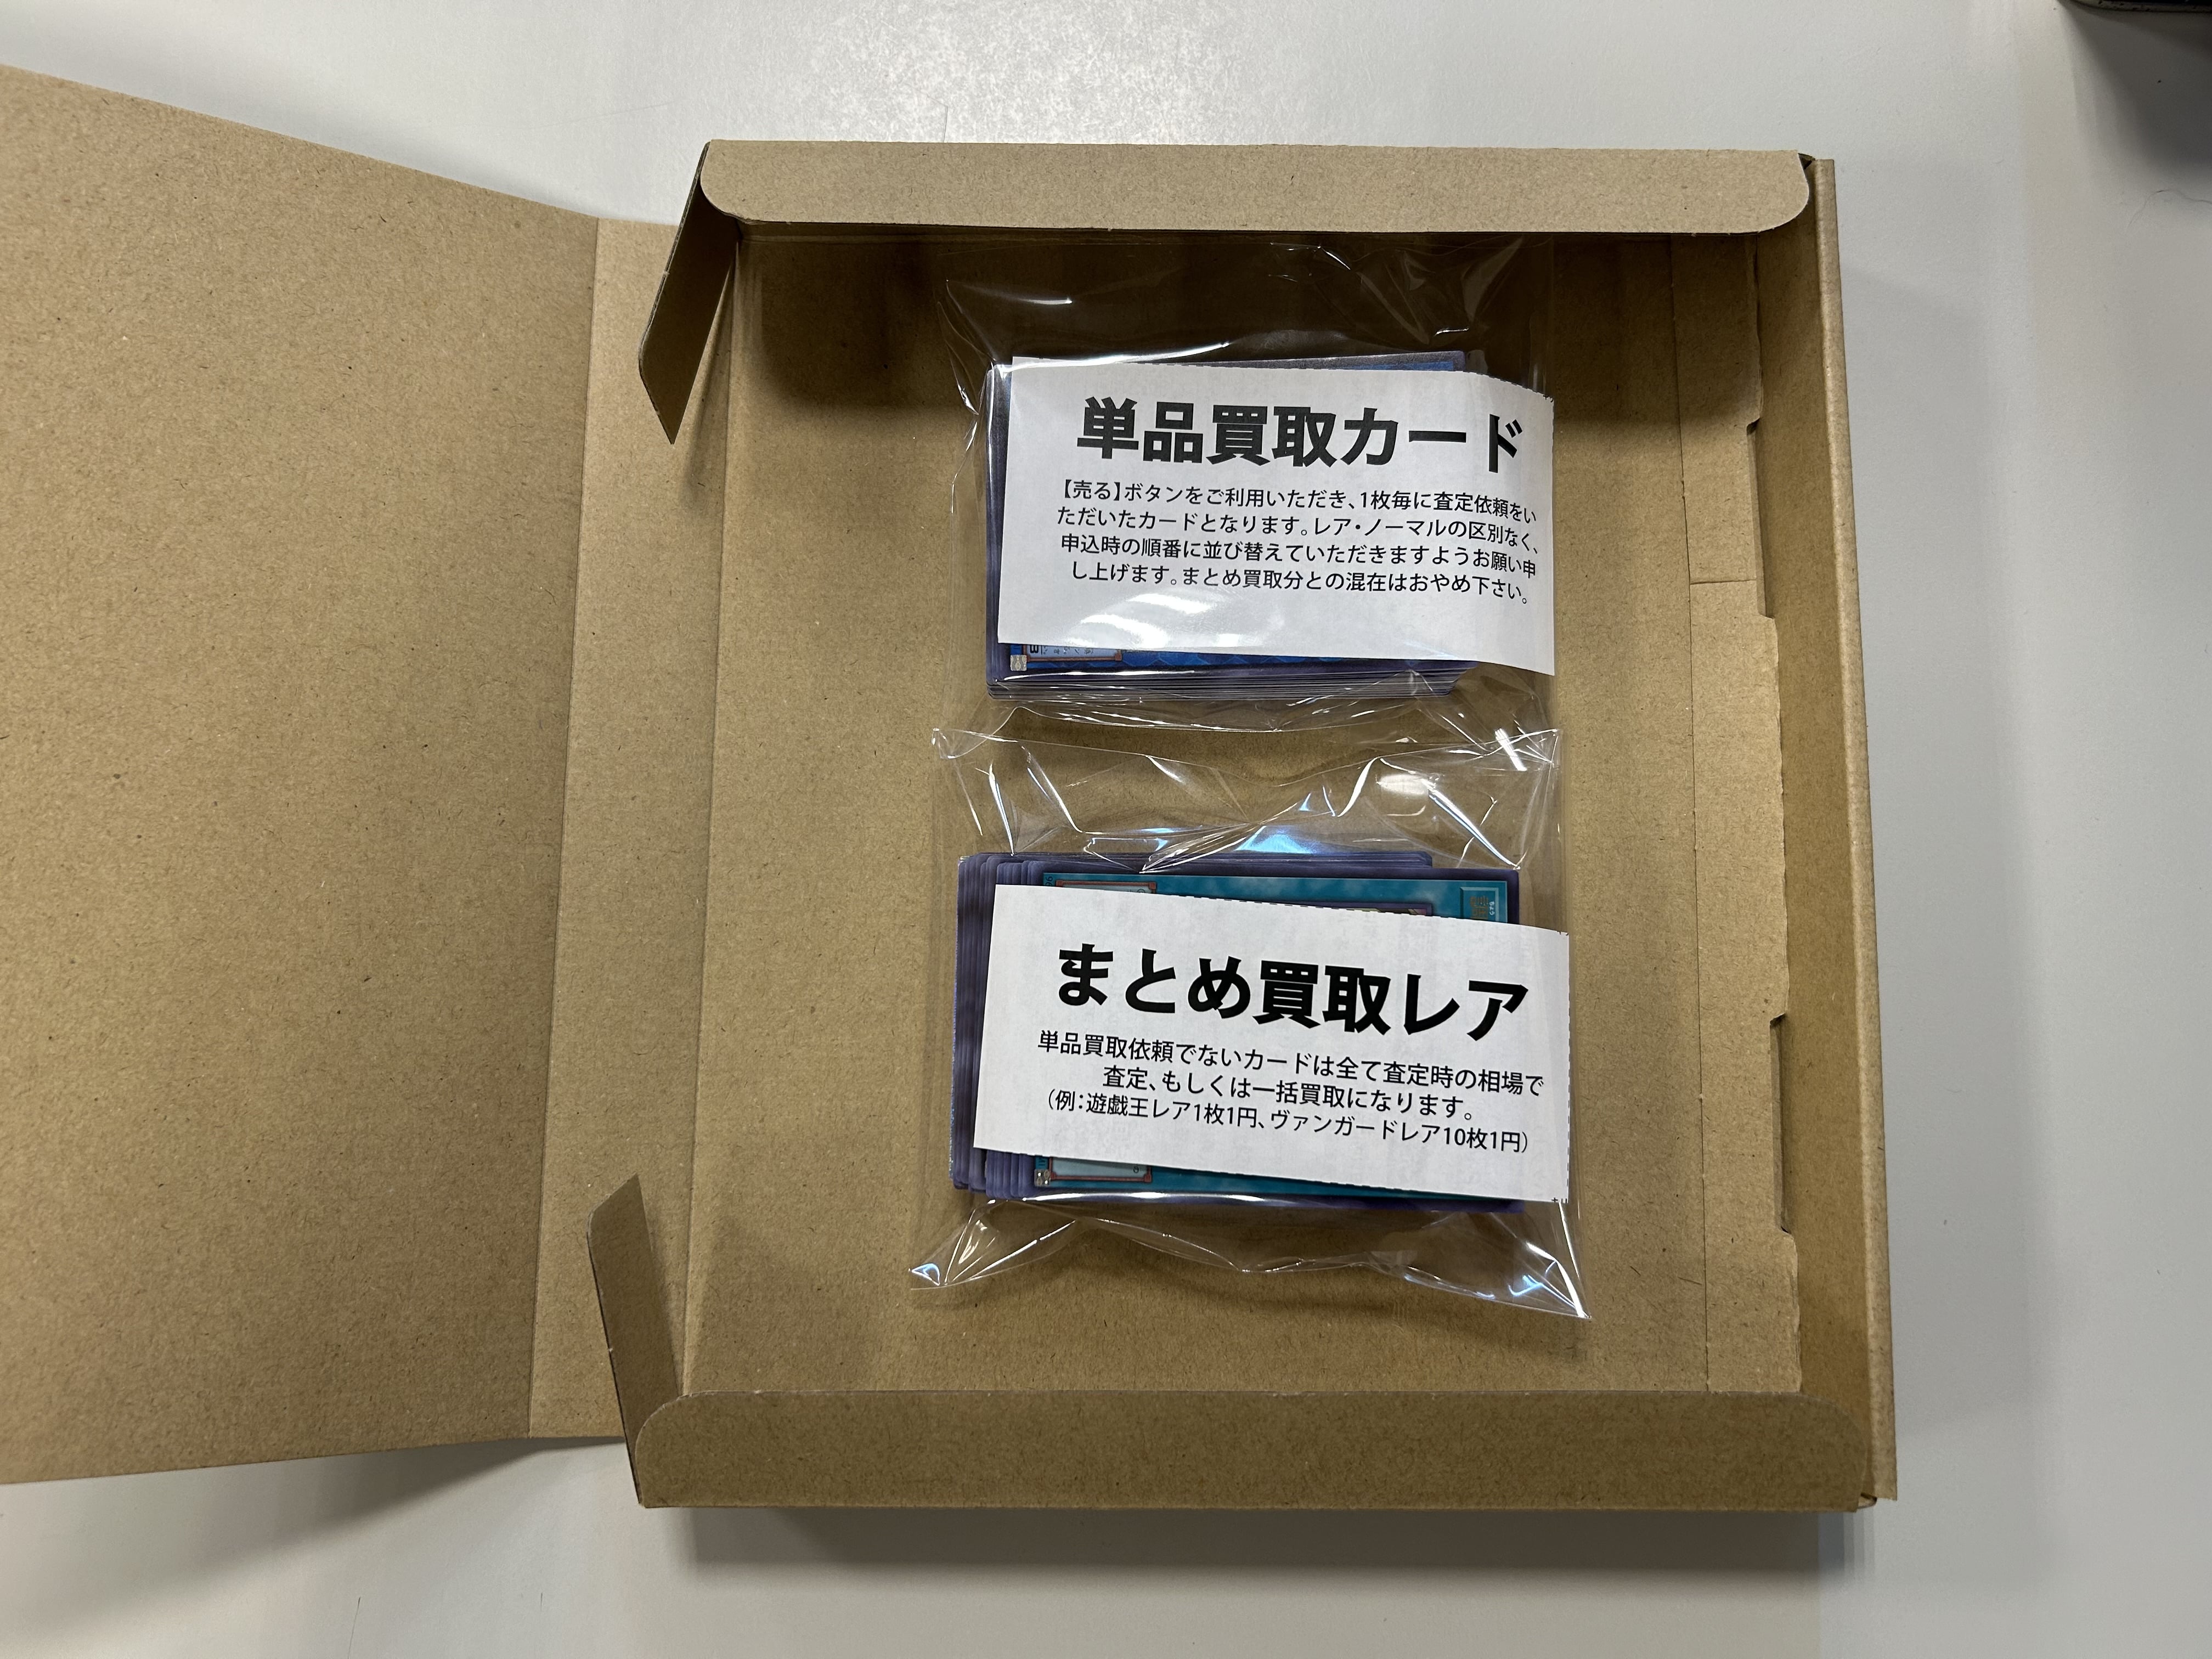 単品買取カード
【売る】ボタンをご利用いただき、1枚毎に査定依頼をい
ただいたカードとなります。レア・ノーマルの区別なく、
申込時の順番に並び替えていただきますようお願い申
し上げます。まとめ買取分との混在はおやめ下さい。
まとめ買取レア
単品買取依頼でないカードは全て査定時の相場で
査定、もしくは一括買取になります。
（例：遊戯王レア1枚1円、ヴァンガードレア10枚1円）